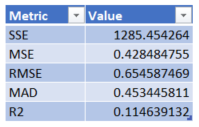 Metric Value
SSE 1285.454264
MSE 0.428484755
RMSE 0.654587469
MAD 0.453445811
R2 0.114639132